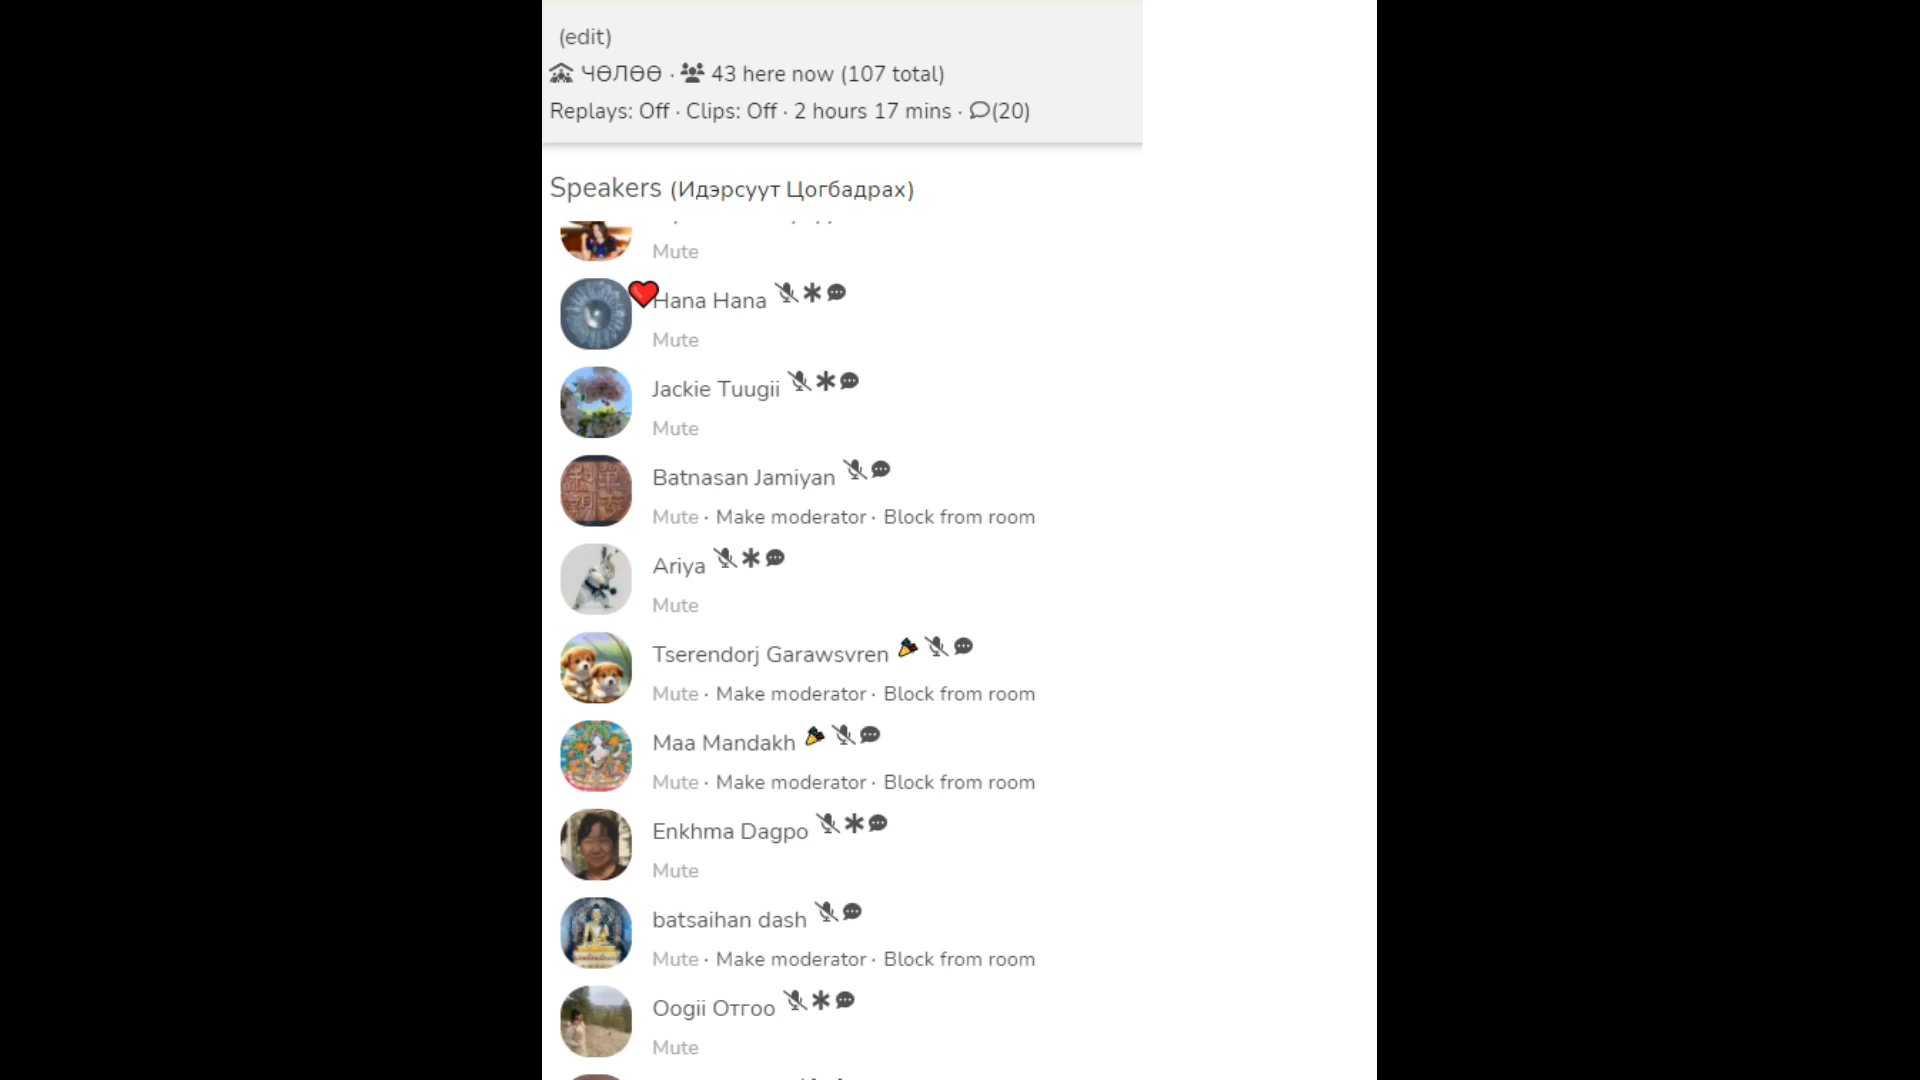 (edit)
ЧӨЛӨӨ · 43 here now (107 total)
Replays: Off · Clips: Off · 2 hours 17 mins · (20)
Speakers (Идэрсуут Цогбадрах)
Mute
Hana Hana
Mute
Jackie Tuugii
Mute
Batnasan Jamiyan
Mute · Make moderator · Block from room
Ariya
Mute
Tserendorj Garawsvren
Mute · Make moderator · Block from room
Maa Mandakh
Mute · Make moderator · Block from room
Enkhma Dagpo
Mute
batsaihan dash
Mute · Make moderator · Block from room
Oogii Отгоо
Mute